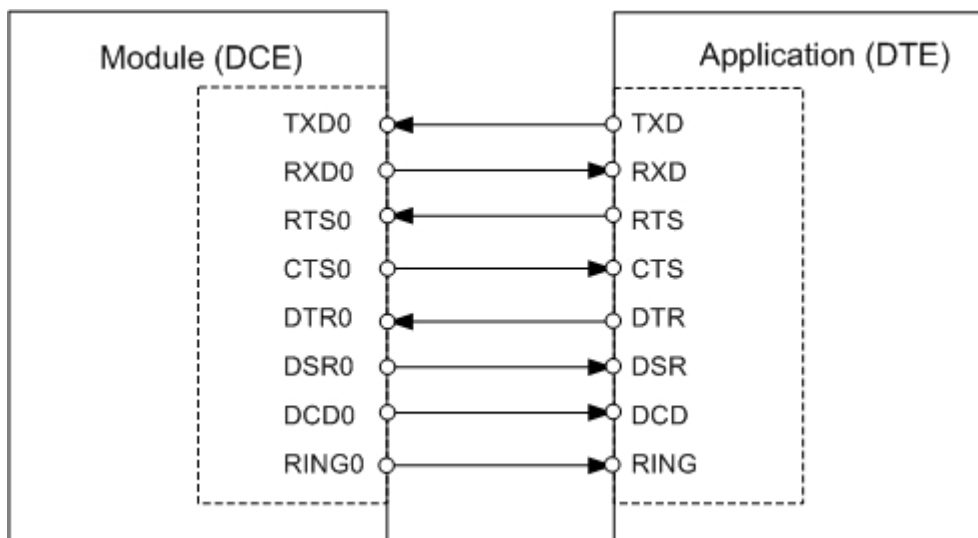 Module (DCE)
Application (DTE)
TXD0
TXD
RXD0
RXD
RTS0
RTS
CTS0
CTS
DTR0
DTR
DSR0
DSR
DCD0
DCD
RING0
RING